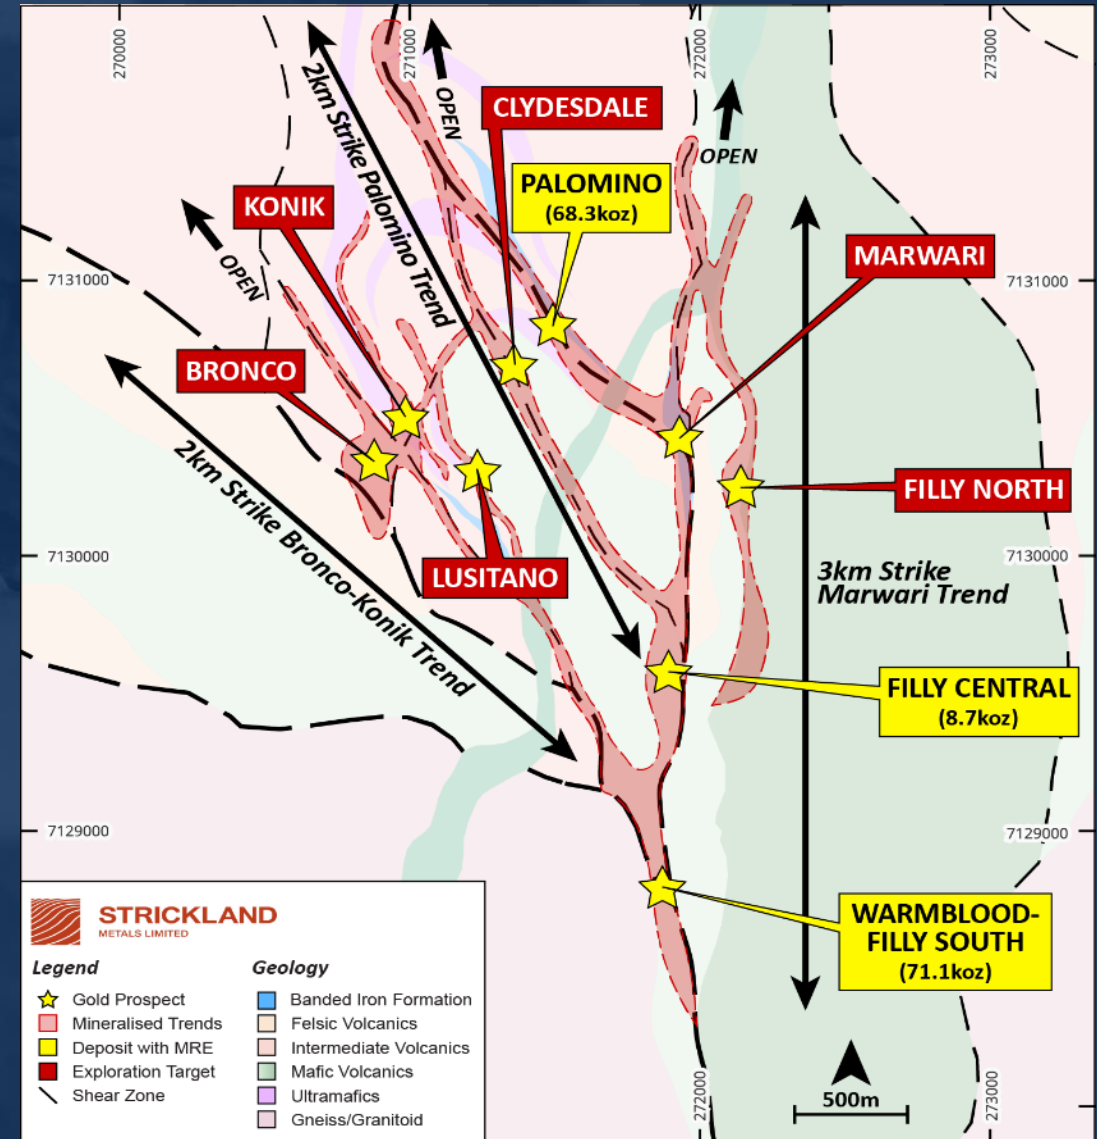 270000
271000
272000
273000
2km Strike Palomino Trend
OPEN
CLYDESDALE
OPEN
PALOMINO
(68.3koz)
KONIK
OPEN
MARWARI
7131000
7131000
BRONCO
2km Strike Bronco-Konik Trend
FILLY NORTH
7130000
7130000
LUSITANO
3km Strike
Marwari Trend
FILLY CENTRAL
(8.7koz)
7129000
7129000
WARMBLOOD-
FILLY SOUTH
(71.1koz)
STRICKLAND
METALS LIMITED
Legend
Gold Prospect
Mineralised Trends
Deposit with MRE
Exploration Target
Shear Zone
Geology
Banded Iron Formation
Felsic Volcanics
Intermediate Volcanics
Mafic Volcanics
Ultramafics
Gneiss/Granitoid
272000
500m
273000